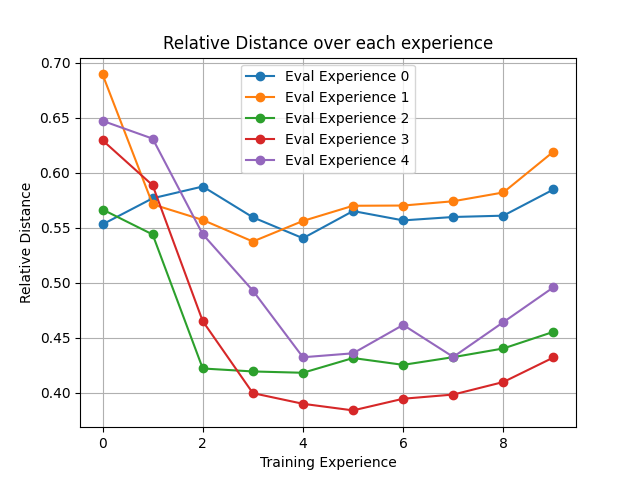 Relative Distance over each experience
Eval Experience 0
Eval Experience 1
Eval Experience 2
Eval Experience 3
Eval Experience 4
0.70
0.65
0.60
0.55
0.50
0.45
0.40
Relative Distance
0 2 4 6 8
Training Experience